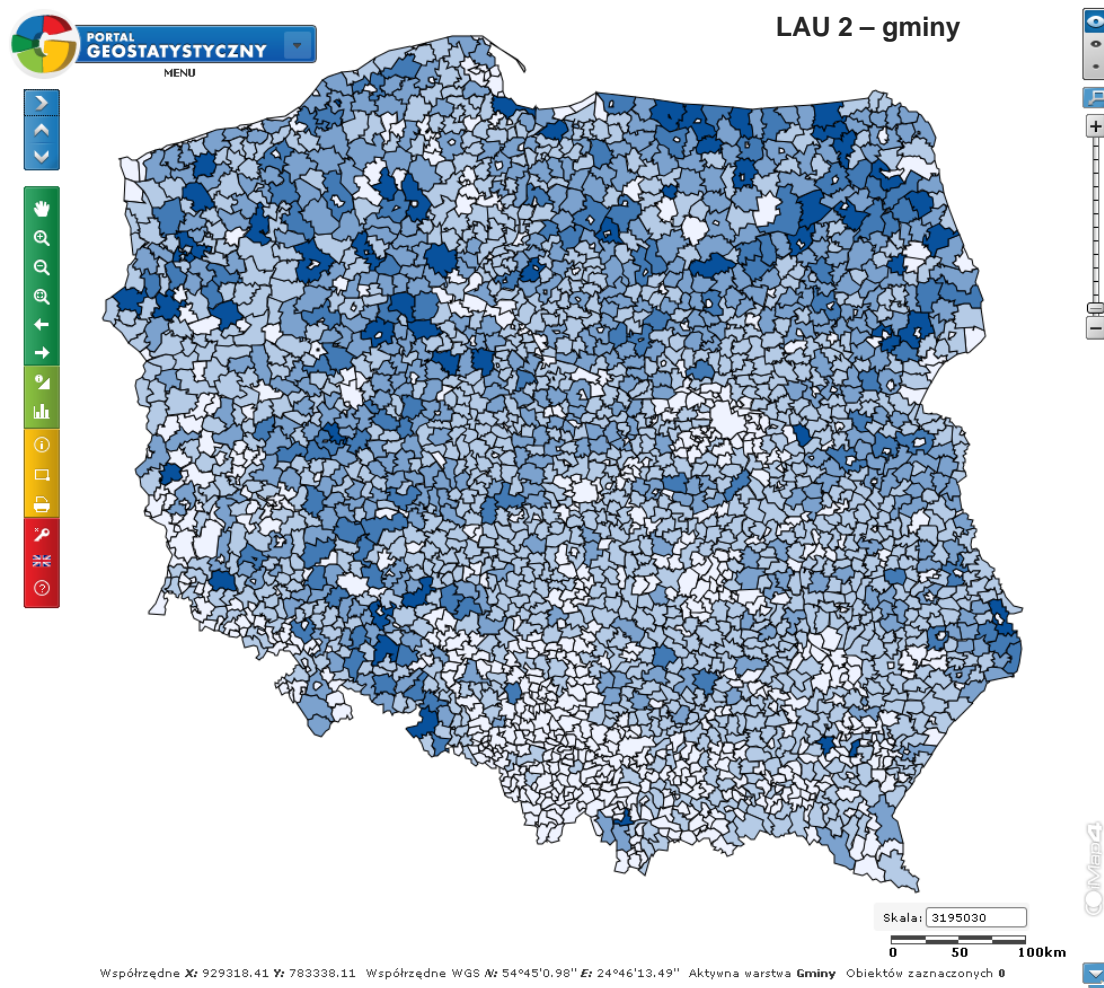 LAU 2 – gminy
PORTAL
GEOSTATYSTYCZNY
MENU
Skala: 3195030
0 50 100km
iMap4
Współrzędne X: 929318.41 Y: 783338.11 Współrzędne WGS N: 54°45'0.98" E: 24°46'13.49" Aktywna warstwa Gminy Obiektów zaznaczonych 0